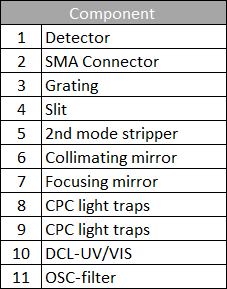 Component
1 Detector
2 SMA Connector
3 Grating
4 Slit
5 2nd mode stripper
6 Collimating mirror
7 Focusing mirror
8 CPC light traps
9 CPC light traps
10 DCL-UV/VIS
11 OSC-filter